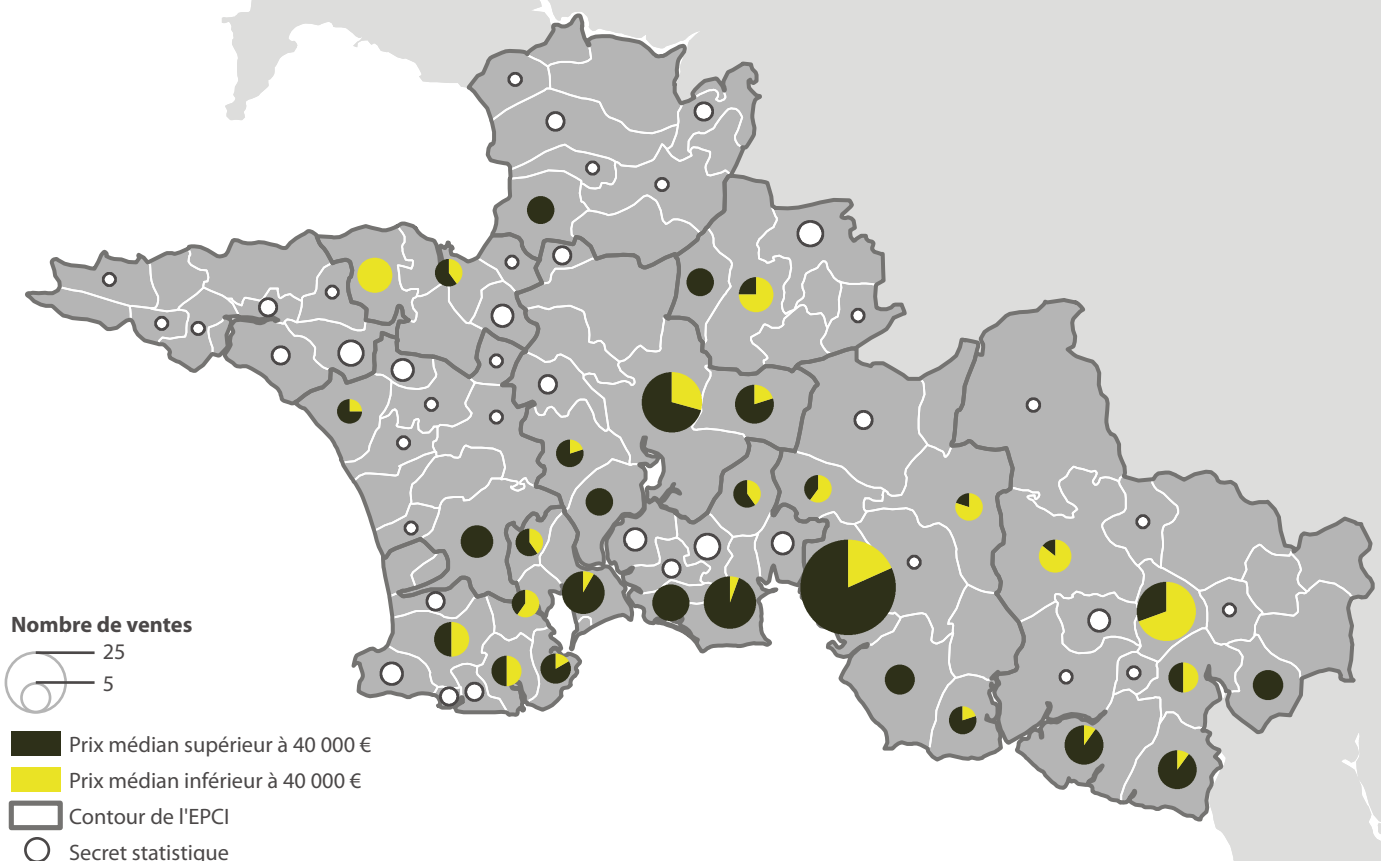 Nombre de ventes
25
5
Prix médian supérieur à 40 000 €
Prix médian inférieur à 40 000 €
Contour de l'EPCI
Secret statistique